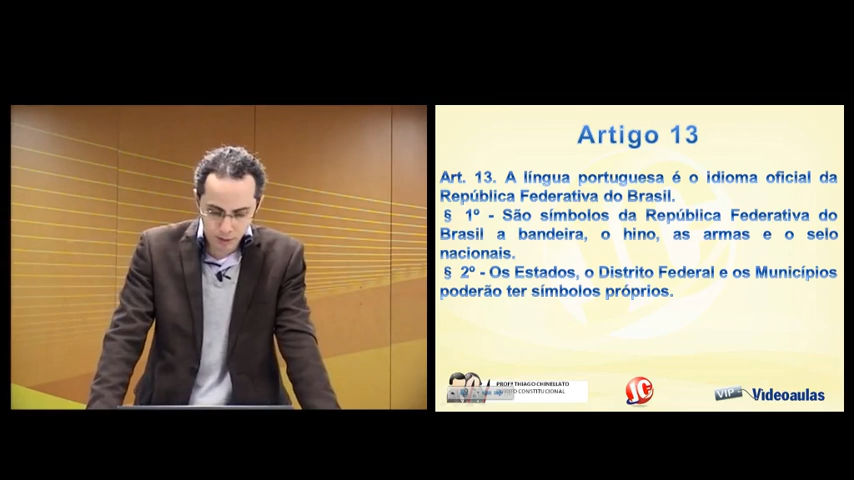 Artigo 13
Art. 13. A língua portuguesa é o idioma oficial da
República Federativa do Brasil.
§ 1º - São símbolos da República Federativa do
Brasil a bandeira, o hino, as armas e o selo
nacionais.
§ 2º - Os Estados, o Distrito Federal e os Municípios
poderão ter símbolos próprios.
PROFº THIAGO CHINELLATO
CONSTITUCIONAL
JC
VIP Videoaulas